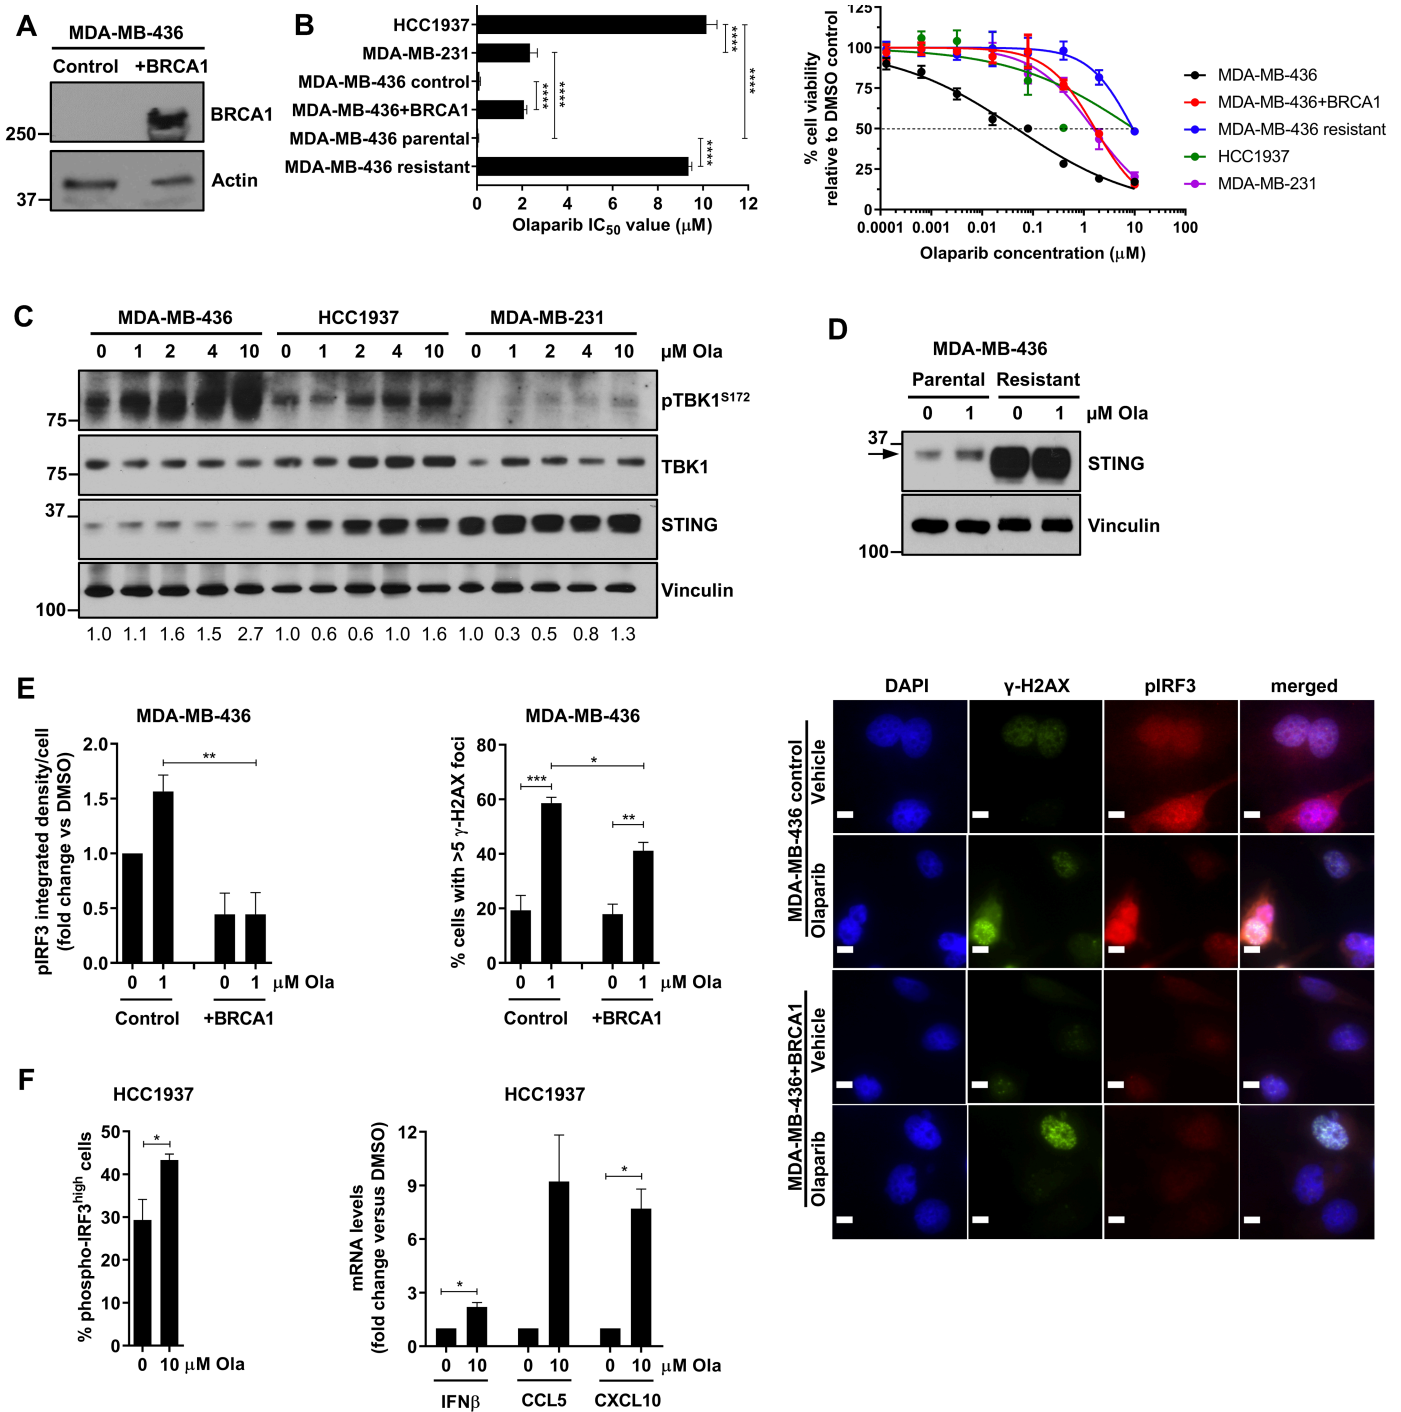 A
MDA-MB-436
Control +BRCA1
BRCA1
250
Actin
37
B
HCC1937
MDA-MB-231
MDA-MB-436 control
MDA-MB-436+BRCA1
MDA-MB-436 parental
MDA-MB-436 resistant
**** **** **** **** ****
0 2 4 6 8 10 12
Olaparib IC50 value (μM)
% cell viability
relative to DMSO control
125
100
75
50
25
0
0.0001 0.001 0.01 0.1 1 10 100
Olaparib concentration (μM)
MDA-MB-436
MDA-MB-436+BRCA1
MDA-MB-436 resistant
HCC1937
MDA-MB-231
C
MDA-MB-436 HCC1937 MDA-MB-231
0 1 2 4 10 0 1 2 4 10 0 1 2 4 10 μM Ola
pTBK1S172
75
TBK1
75
37
STING
Vinculin
100
1.0 1.1 1.6 1.5 2.7 1.0 0.6 0.6 1.0 1.6 1.0 0.3 0.5 0.8 1.3
D
MDA-MB-436
Parental Resistant
0 1 0 1 μM Ola
37
STING
Vinculin
100
E
MDA-MB-436
pIRF3 integrated density/cell
(fold change vs DMSO)
2.0
1.5
1.0
0.5
0.0
**
0 1 0 1 μM Ola
Control +BRCA1
MDA-MB-436
% cells with >5 γ-H2AX foci
80
60
40
20
0
*** * **
0 1 0 1 μM Ola
Control +BRCA1
DAPI γ-H2AX pIRF3 merged
MDA-MB-436 control
Vehicle
Olaparib
MDA-MB-436+BRCA1
Vehicle
Olaparib
F
HCC1937
% phospho-IRF3high cells
50
40
30
20
10
0
*
0 10 μM Ola
HCC1937
mRNA levels
(fold change versus DMSO)
12
9
6
3
0
* *
0 10 0 10 0 10 μM Ola
IFNβ CCL5 CXCL10